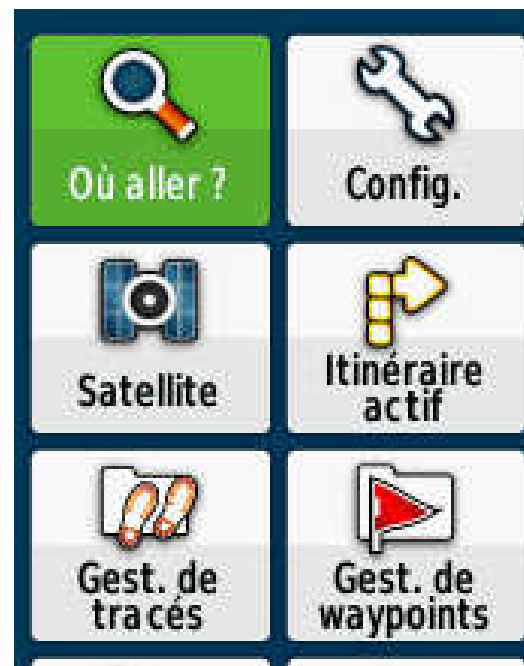 Où aller ?
Config.
Satellite
Itinéraire
actif
Gest. de
tracés
Gest. de
waypoints